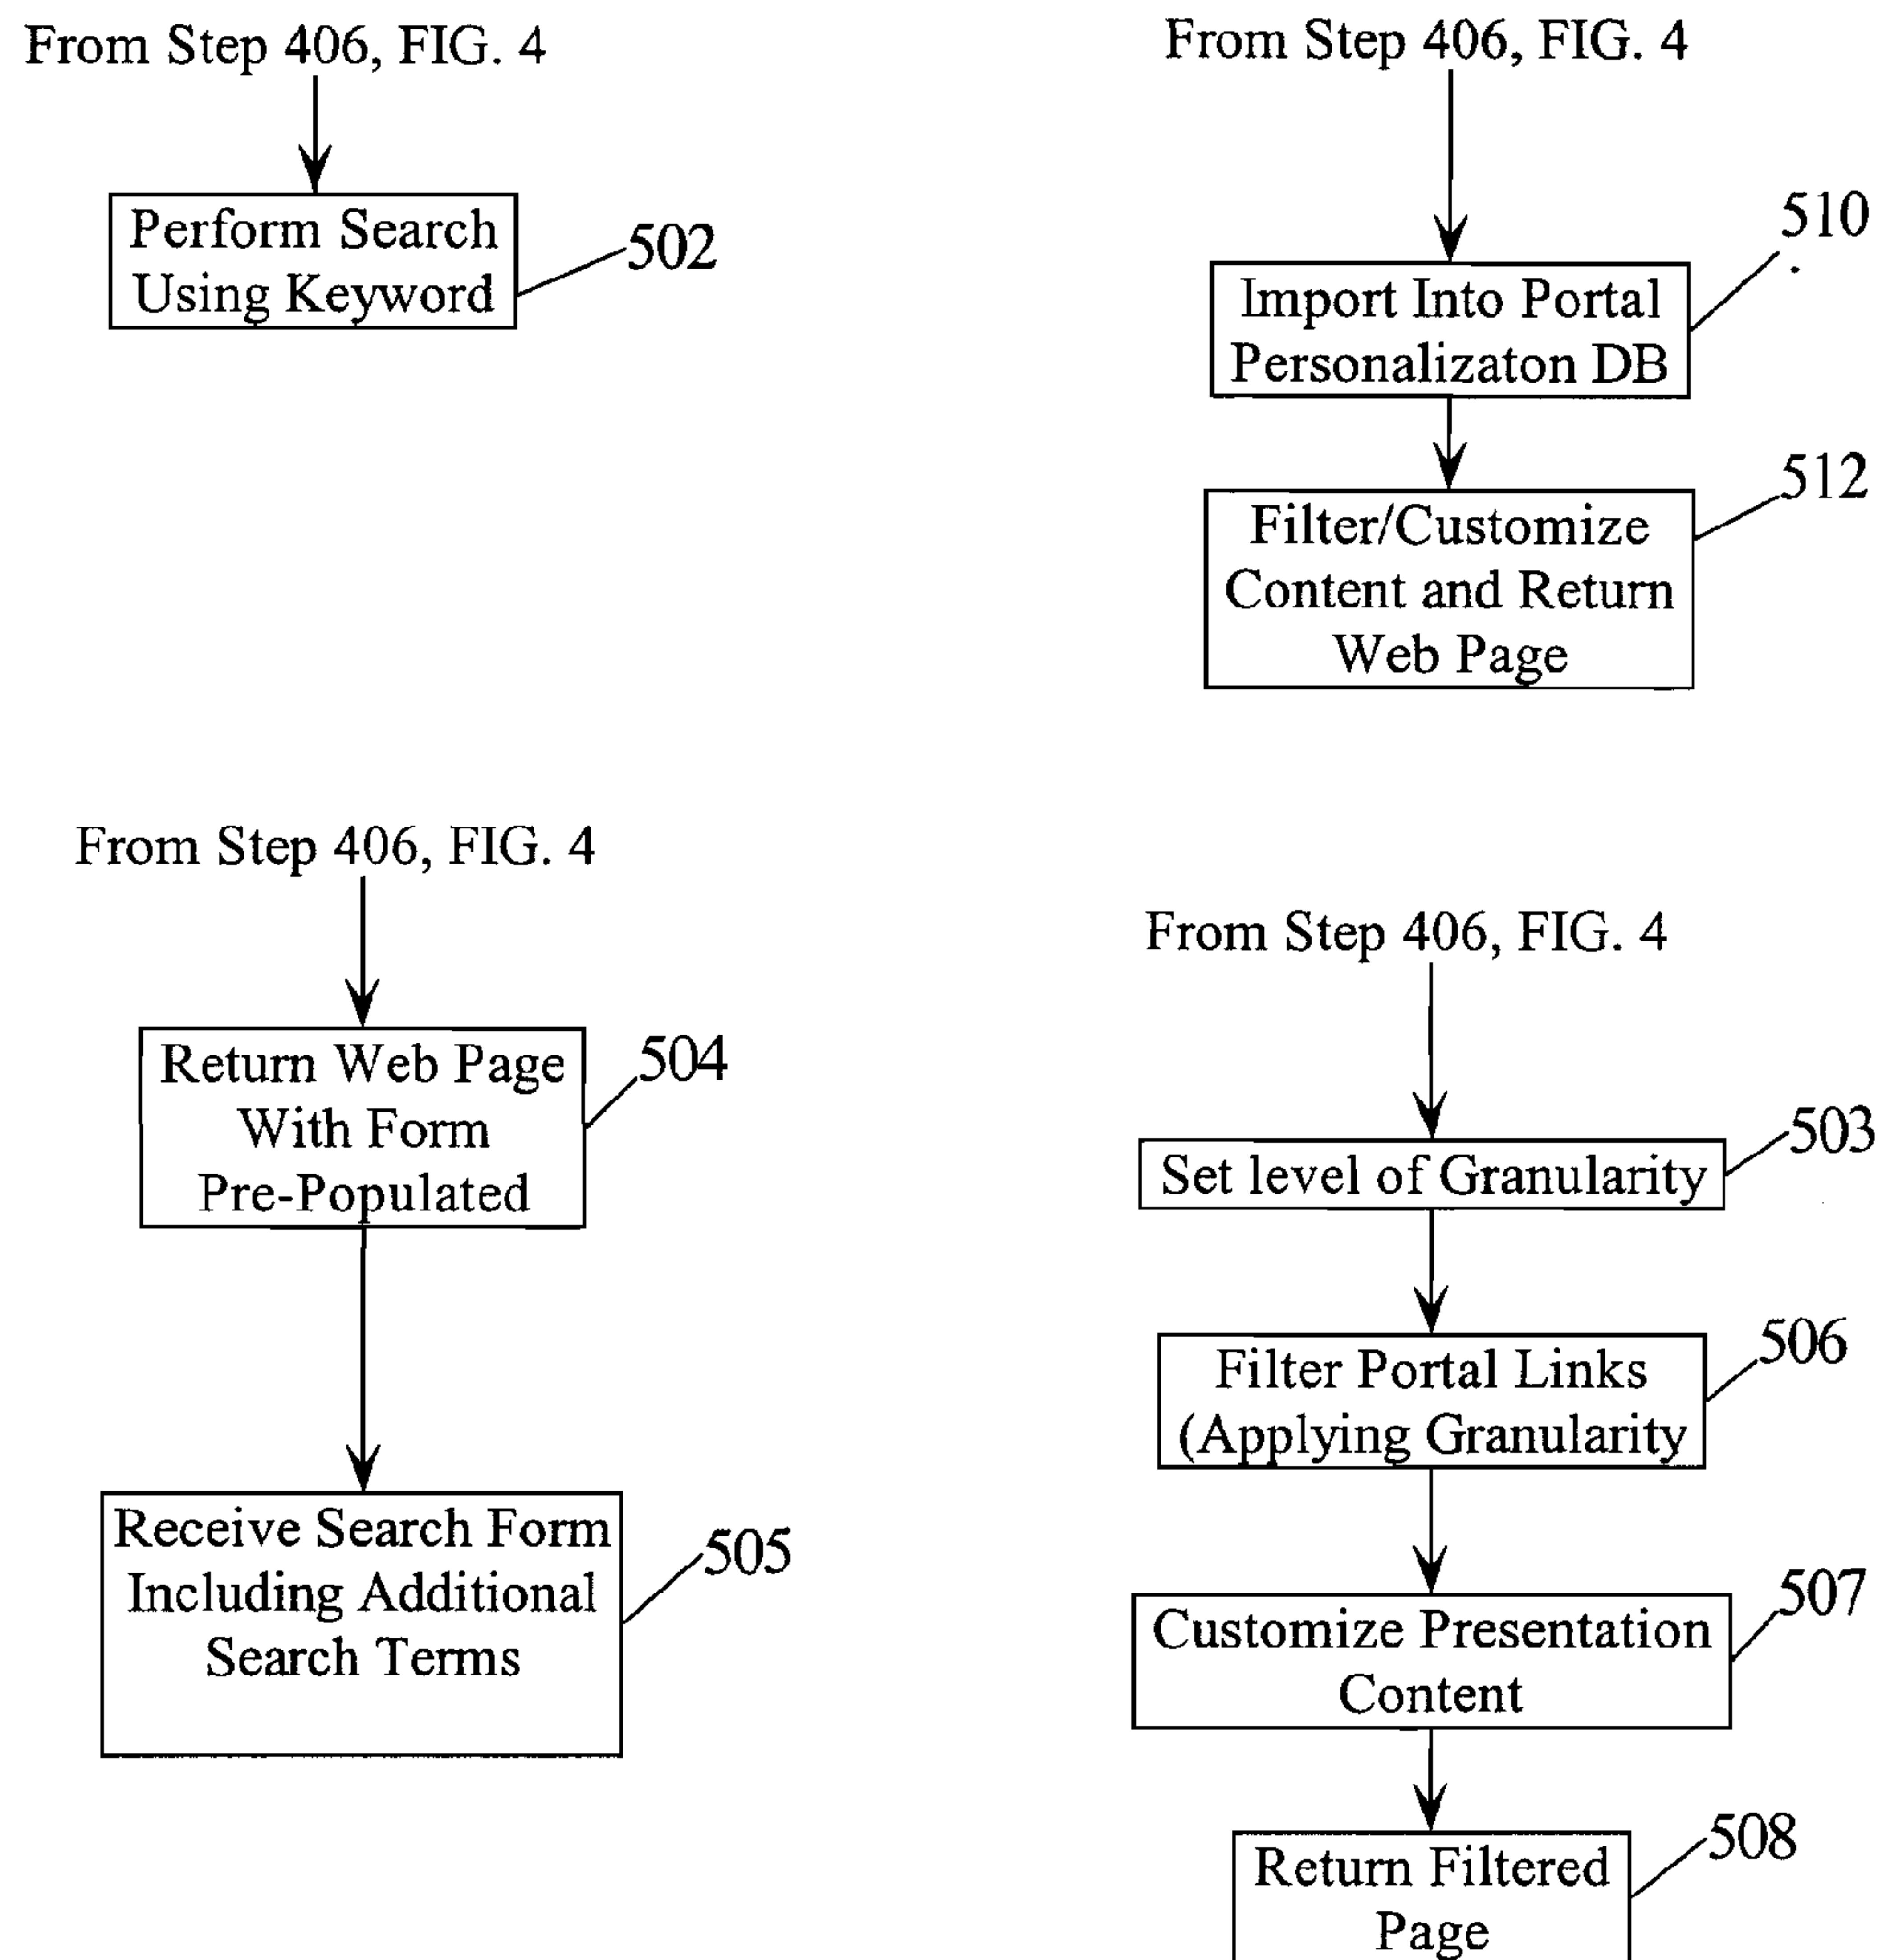 From Step 406, FIG. 4
Perform Search
Using Keyword
502
From Step 406, FIG. 4
510
Import Into Portal
Personalizaton DB
512
Filter/Customize
Content and Return
Web Page
From Step 406, FIG. 4
Return Web Page
With Form
Pre-Populated
504
Receive Search Form
Including Additional
Search Terms
505
From Step 406, FIG. 4
503
Set level of Granularity
506
Filter Portal Links
(Applying Granularity
507
Customize Presentation
Content
508
Return Filtered
Page